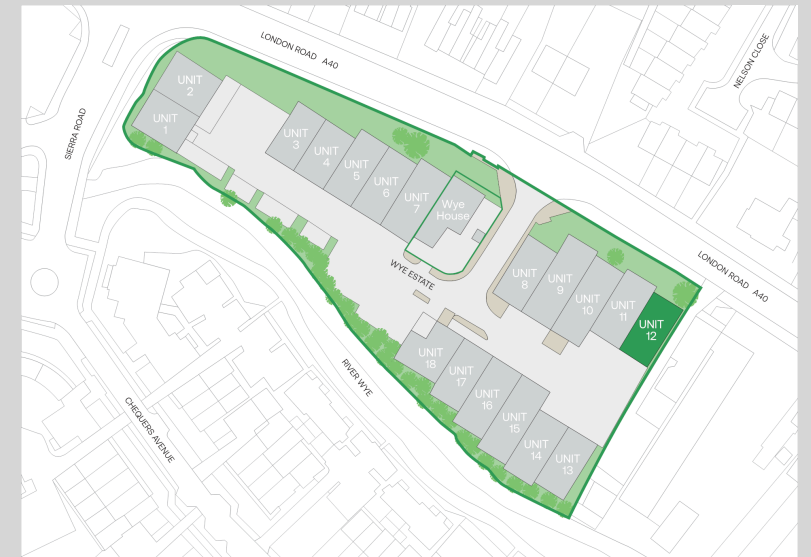 LONDON ROAD A40
NELSON CLOSE
SIERRA ROAD
UNIT
2
UNIT
1
UNIT
3
UNIT
4
UNIT
5
UNIT
6
UNIT
7
Wye
House
WYE ESTATE
UNIT
8
UNIT
9
UNIT
10
UNIT
11
UNIT
12
LONDON ROAD A40
UNIT
18
UNIT
17
UNIT
16
UNIT
15
UNIT
14
UNIT
13
RIVER WYE
CHEQUERS AVENUE